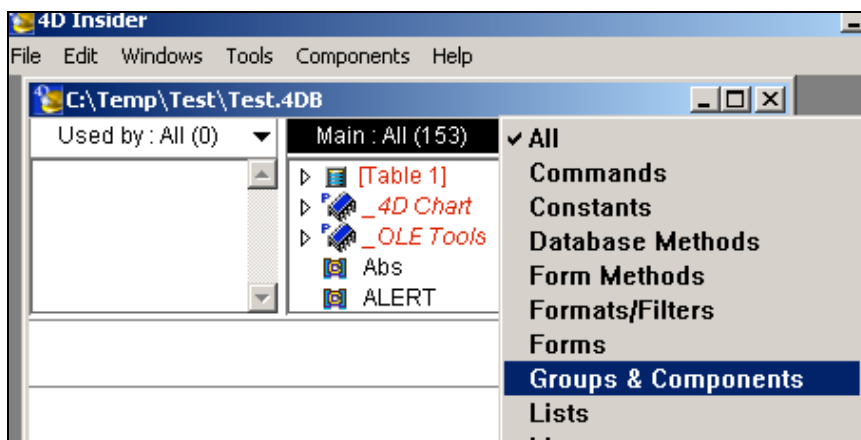 4D Insider
File Edit Windows Tools Components Help
C:\Temp\Test\Test.4DB
Used by : All (0)
Main : All (153)
[Table 1]
_4D Chart
_OLE Tools
Abs
ALERT
All
Commands
Constants
Database Methods
Form Methods
Formats/Filters
Forms
Groups & Components
Lists